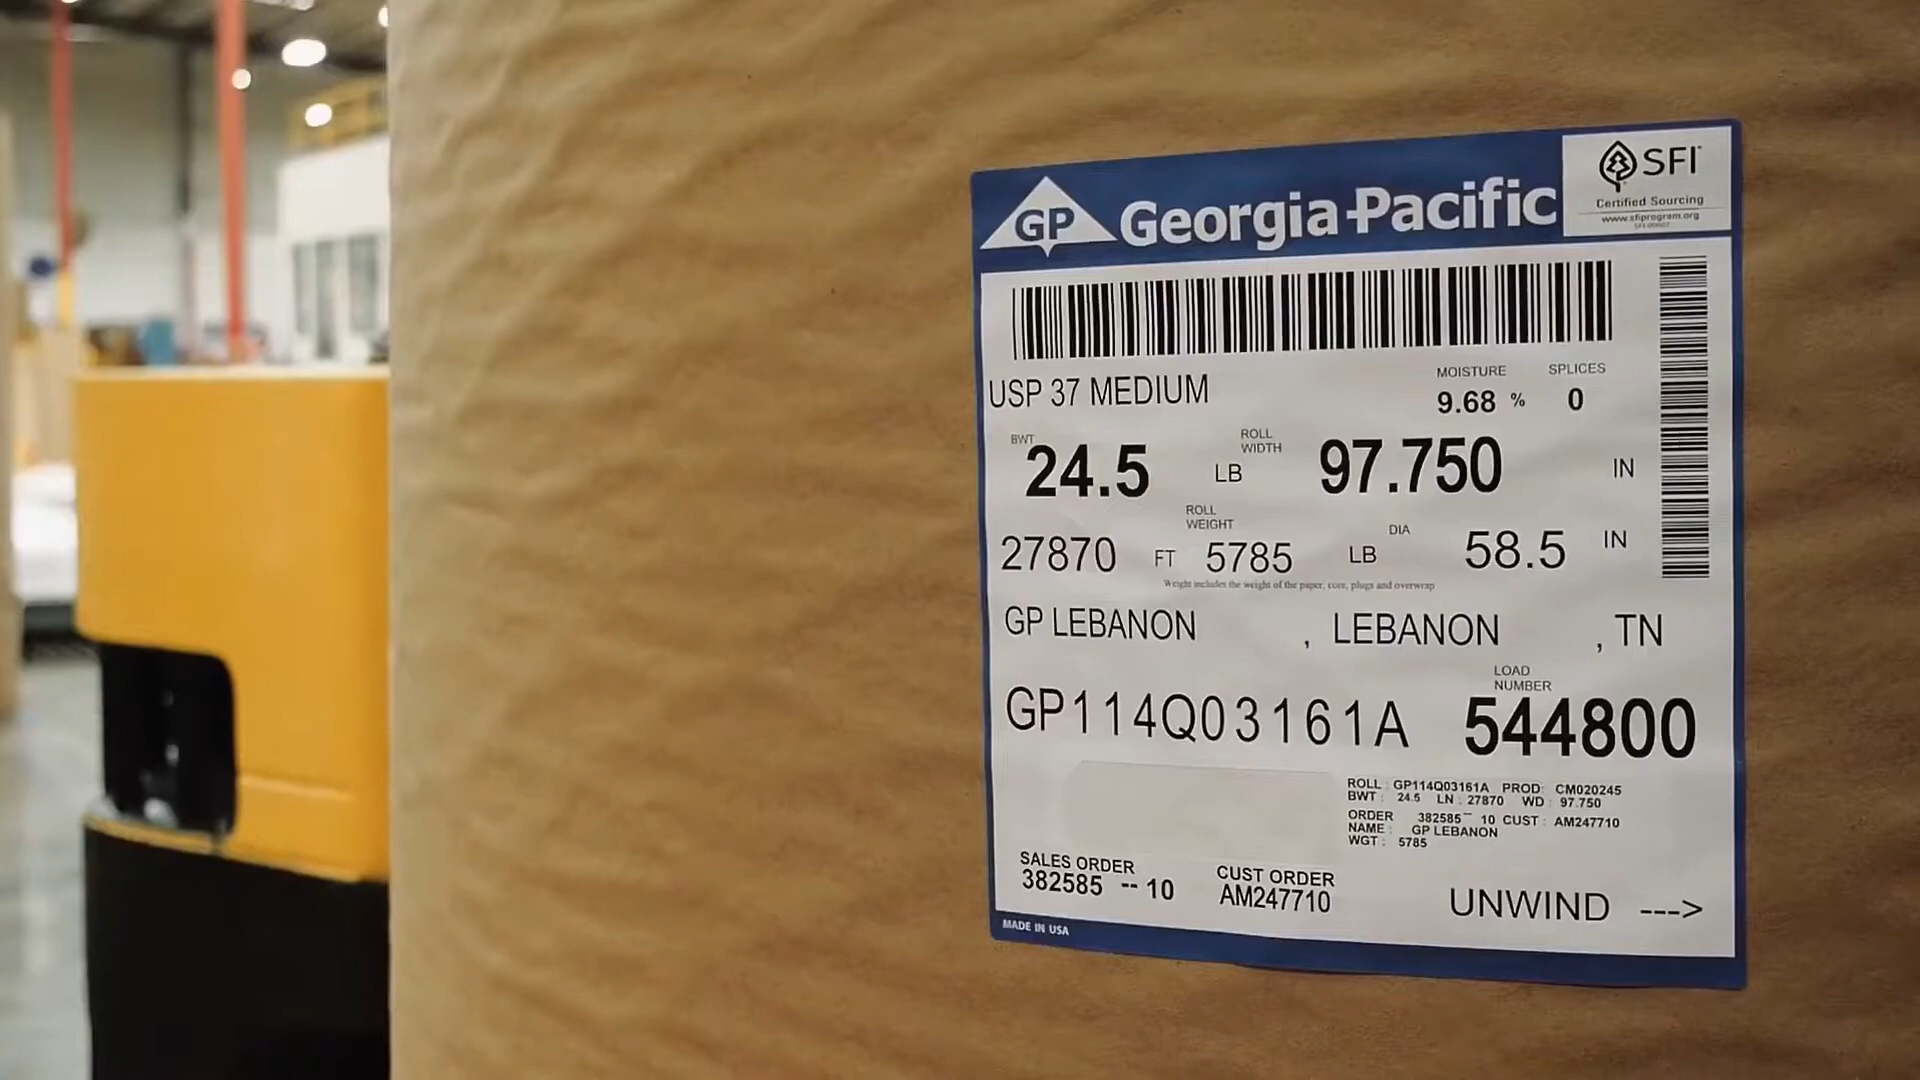 GP Georgia-Pacific
SFI
Certified Sourcing
www.sfiprogram.org
USP 37 MEDIUM
MOISTURE
9.68 %
SPLICES
0
BWT
24.5 LB
ROLL WIDTH
97.750 IN
27870 FT
ROLL WEIGHT
5785 LB
DIA
58.5 IN
Weight includes the weight of the paper, core, plugs and overwrap
GP LEBANON , LEBANON , TN
GP114Q03161A
LOAD NUMBER
544800
ROLL : GP114Q03161A PROD: CM020245
BWT : 24.5 LN : 27870 WD : 97.750
ORDER 382585 -- 10 CUST : AM247710
NAME : GP LEBANON
WGT : 5785
SALES ORDER
382585 -- 10
CUST ORDER
AM247710
UNWIND --->
MADE IN USA